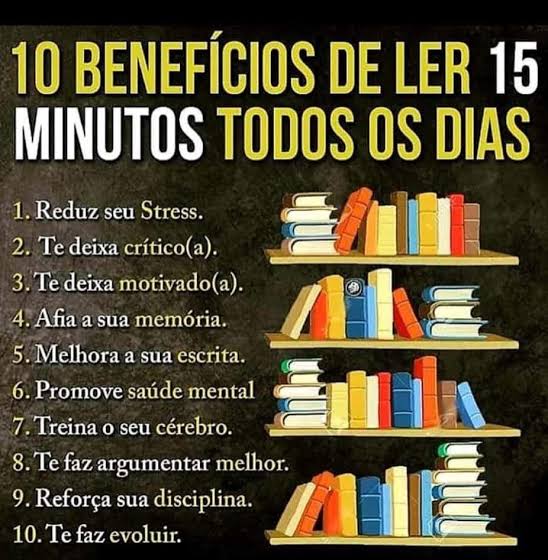 10 BENEFÍCIOS DE LER 15
MINUTOS TODOS OS DIAS
1. Reduz seu Stress.
2. Te deixa crítico(a).
3. Te deixa motivado(a).
4. Afia a sua memória.
5. Melhora a sua escrita.
6. Promove saúde mental
7. Treina o seu cérebro.
8. Te faz argumentar melhor.
9. Reforça sua disciplina.
10. Te faz evoluir.